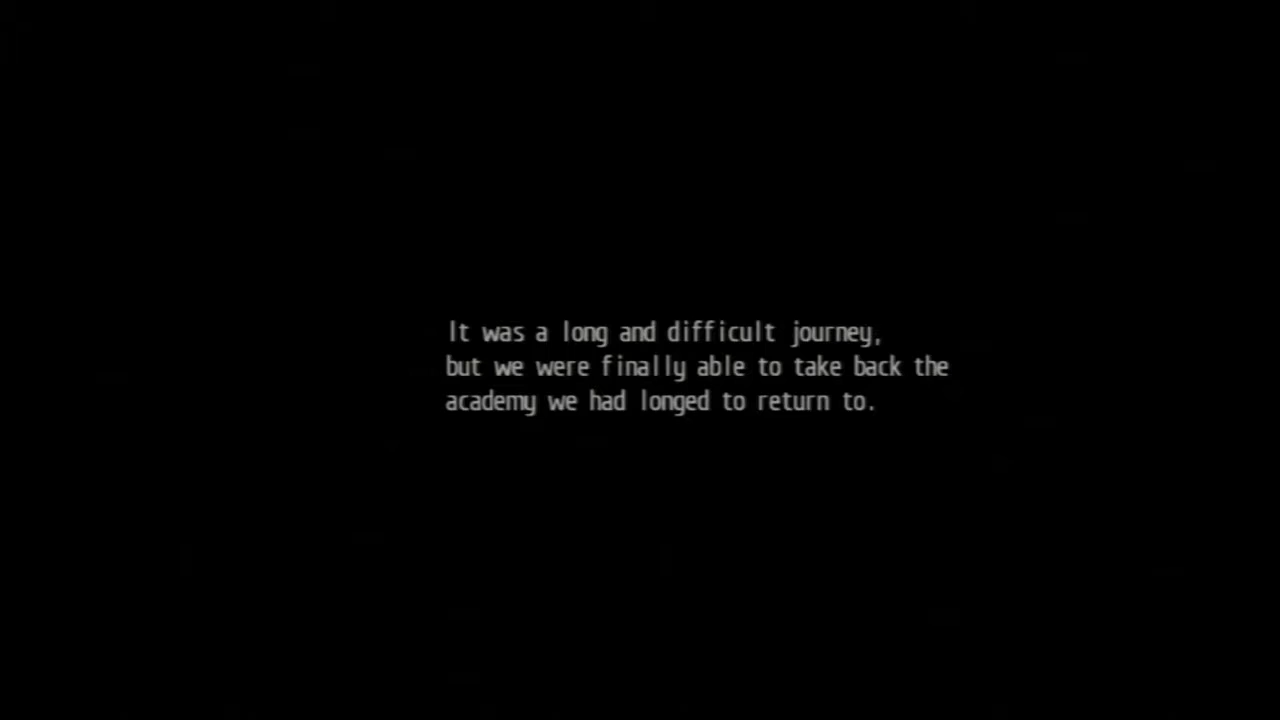 It was a long and difficult journey,
but we were finally able to take back the
academy we had longed to return to.